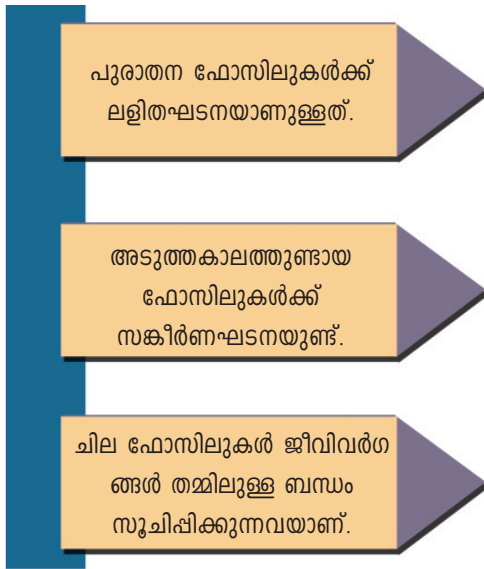 പുരാതന ഫോസിലുകൾക്ക്
ലളിതഘടനയാണുള്ളത്.
അടുത്തകാലത്തുണ്ടായ
ഫോസിലുകൾക്ക്
സങ്കീർണഘടനയുണ്ട്.
ചില ഫോസിലുകൾ ജീവിവർഗ
ങ്ങൾ തമ്മിലുള്ള ബന്ധം
സൂചിപ്പിക്കുന്നവയാണ്.